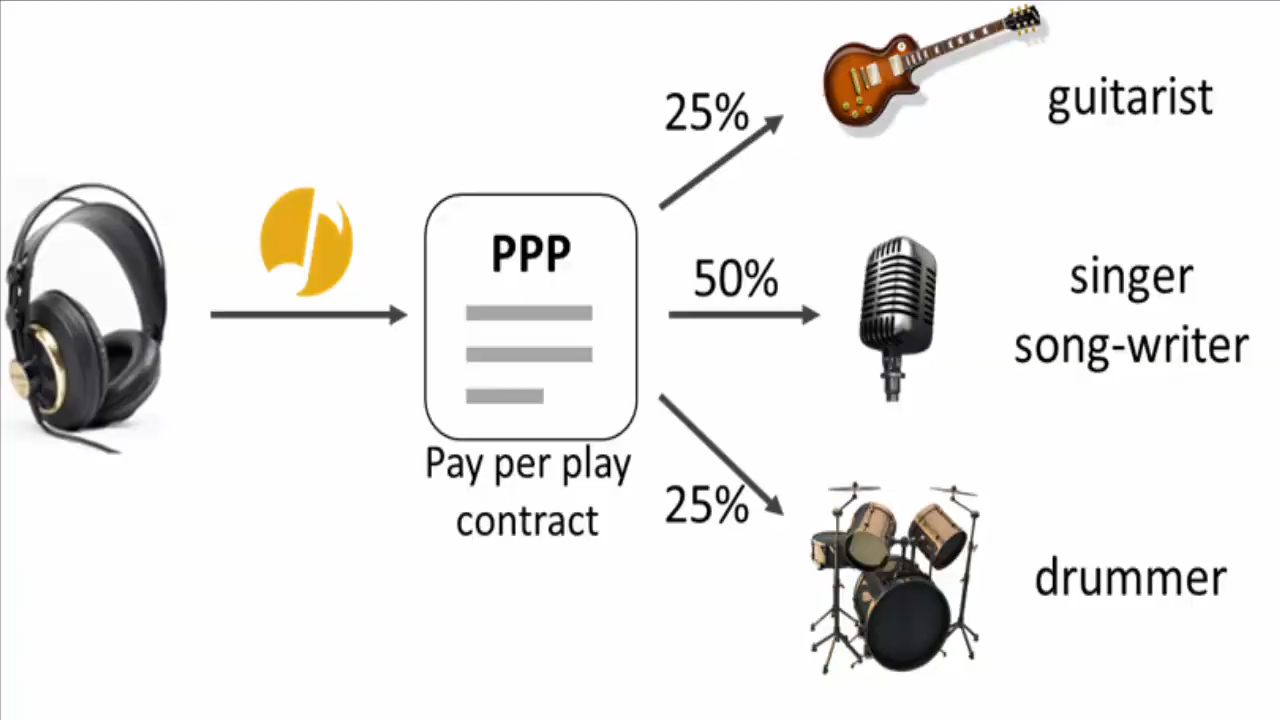 25%
guitarist
PPP
50%
singer
song-writer
Pay per play
contract
25%
drummer